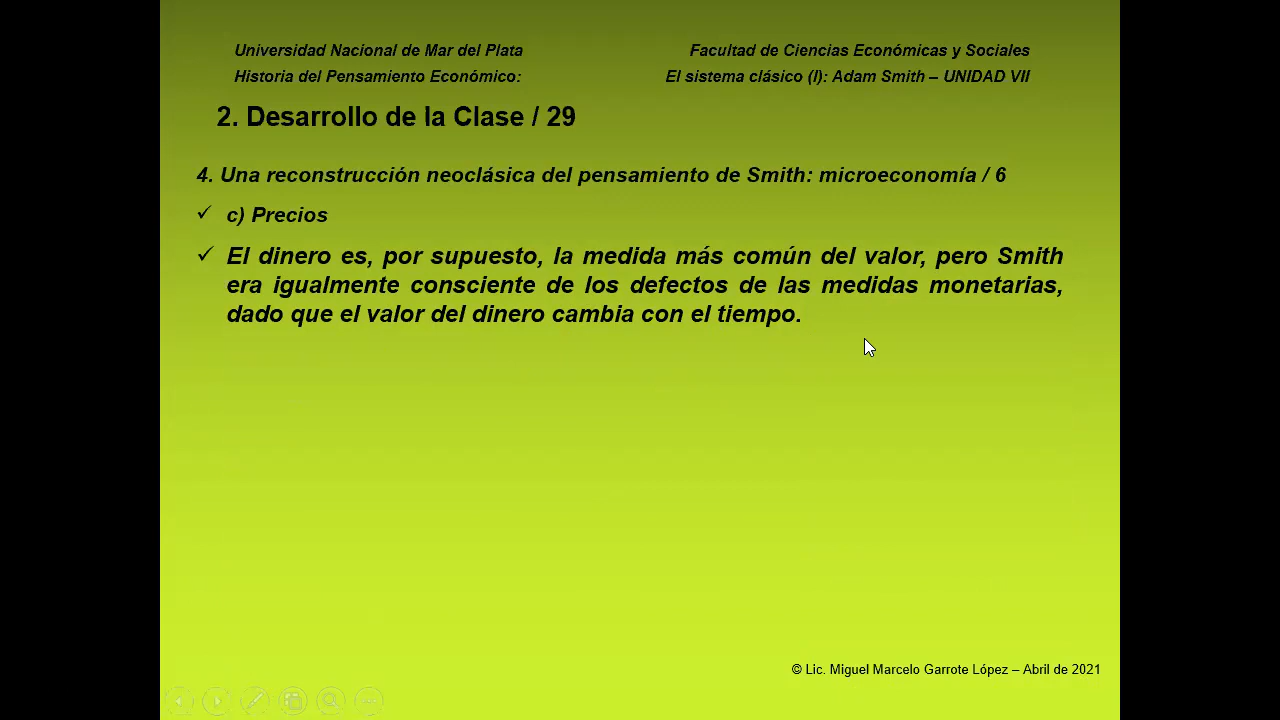 Universidad Nacional de Mar del Plata Facultad de Ciencias Económicas y Sociales
Historia del Pensamiento Económico: El sistema clásico (I): Adam Smith – UNIDAD VII
2. Desarrollo de la Clase / 29
4. Una reconstrucción neoclásica del pensamiento de Smith: microeconomía / 6
✓ c) Precios
✓ El dinero es, por supuesto, la medida más común del valor, pero Smith
era igualmente consciente de los defectos de las medidas monetarias,
dado que el valor del dinero cambia con el tiempo.
© Lic. Miguel Marcelo Garrote López – Abril de 2021